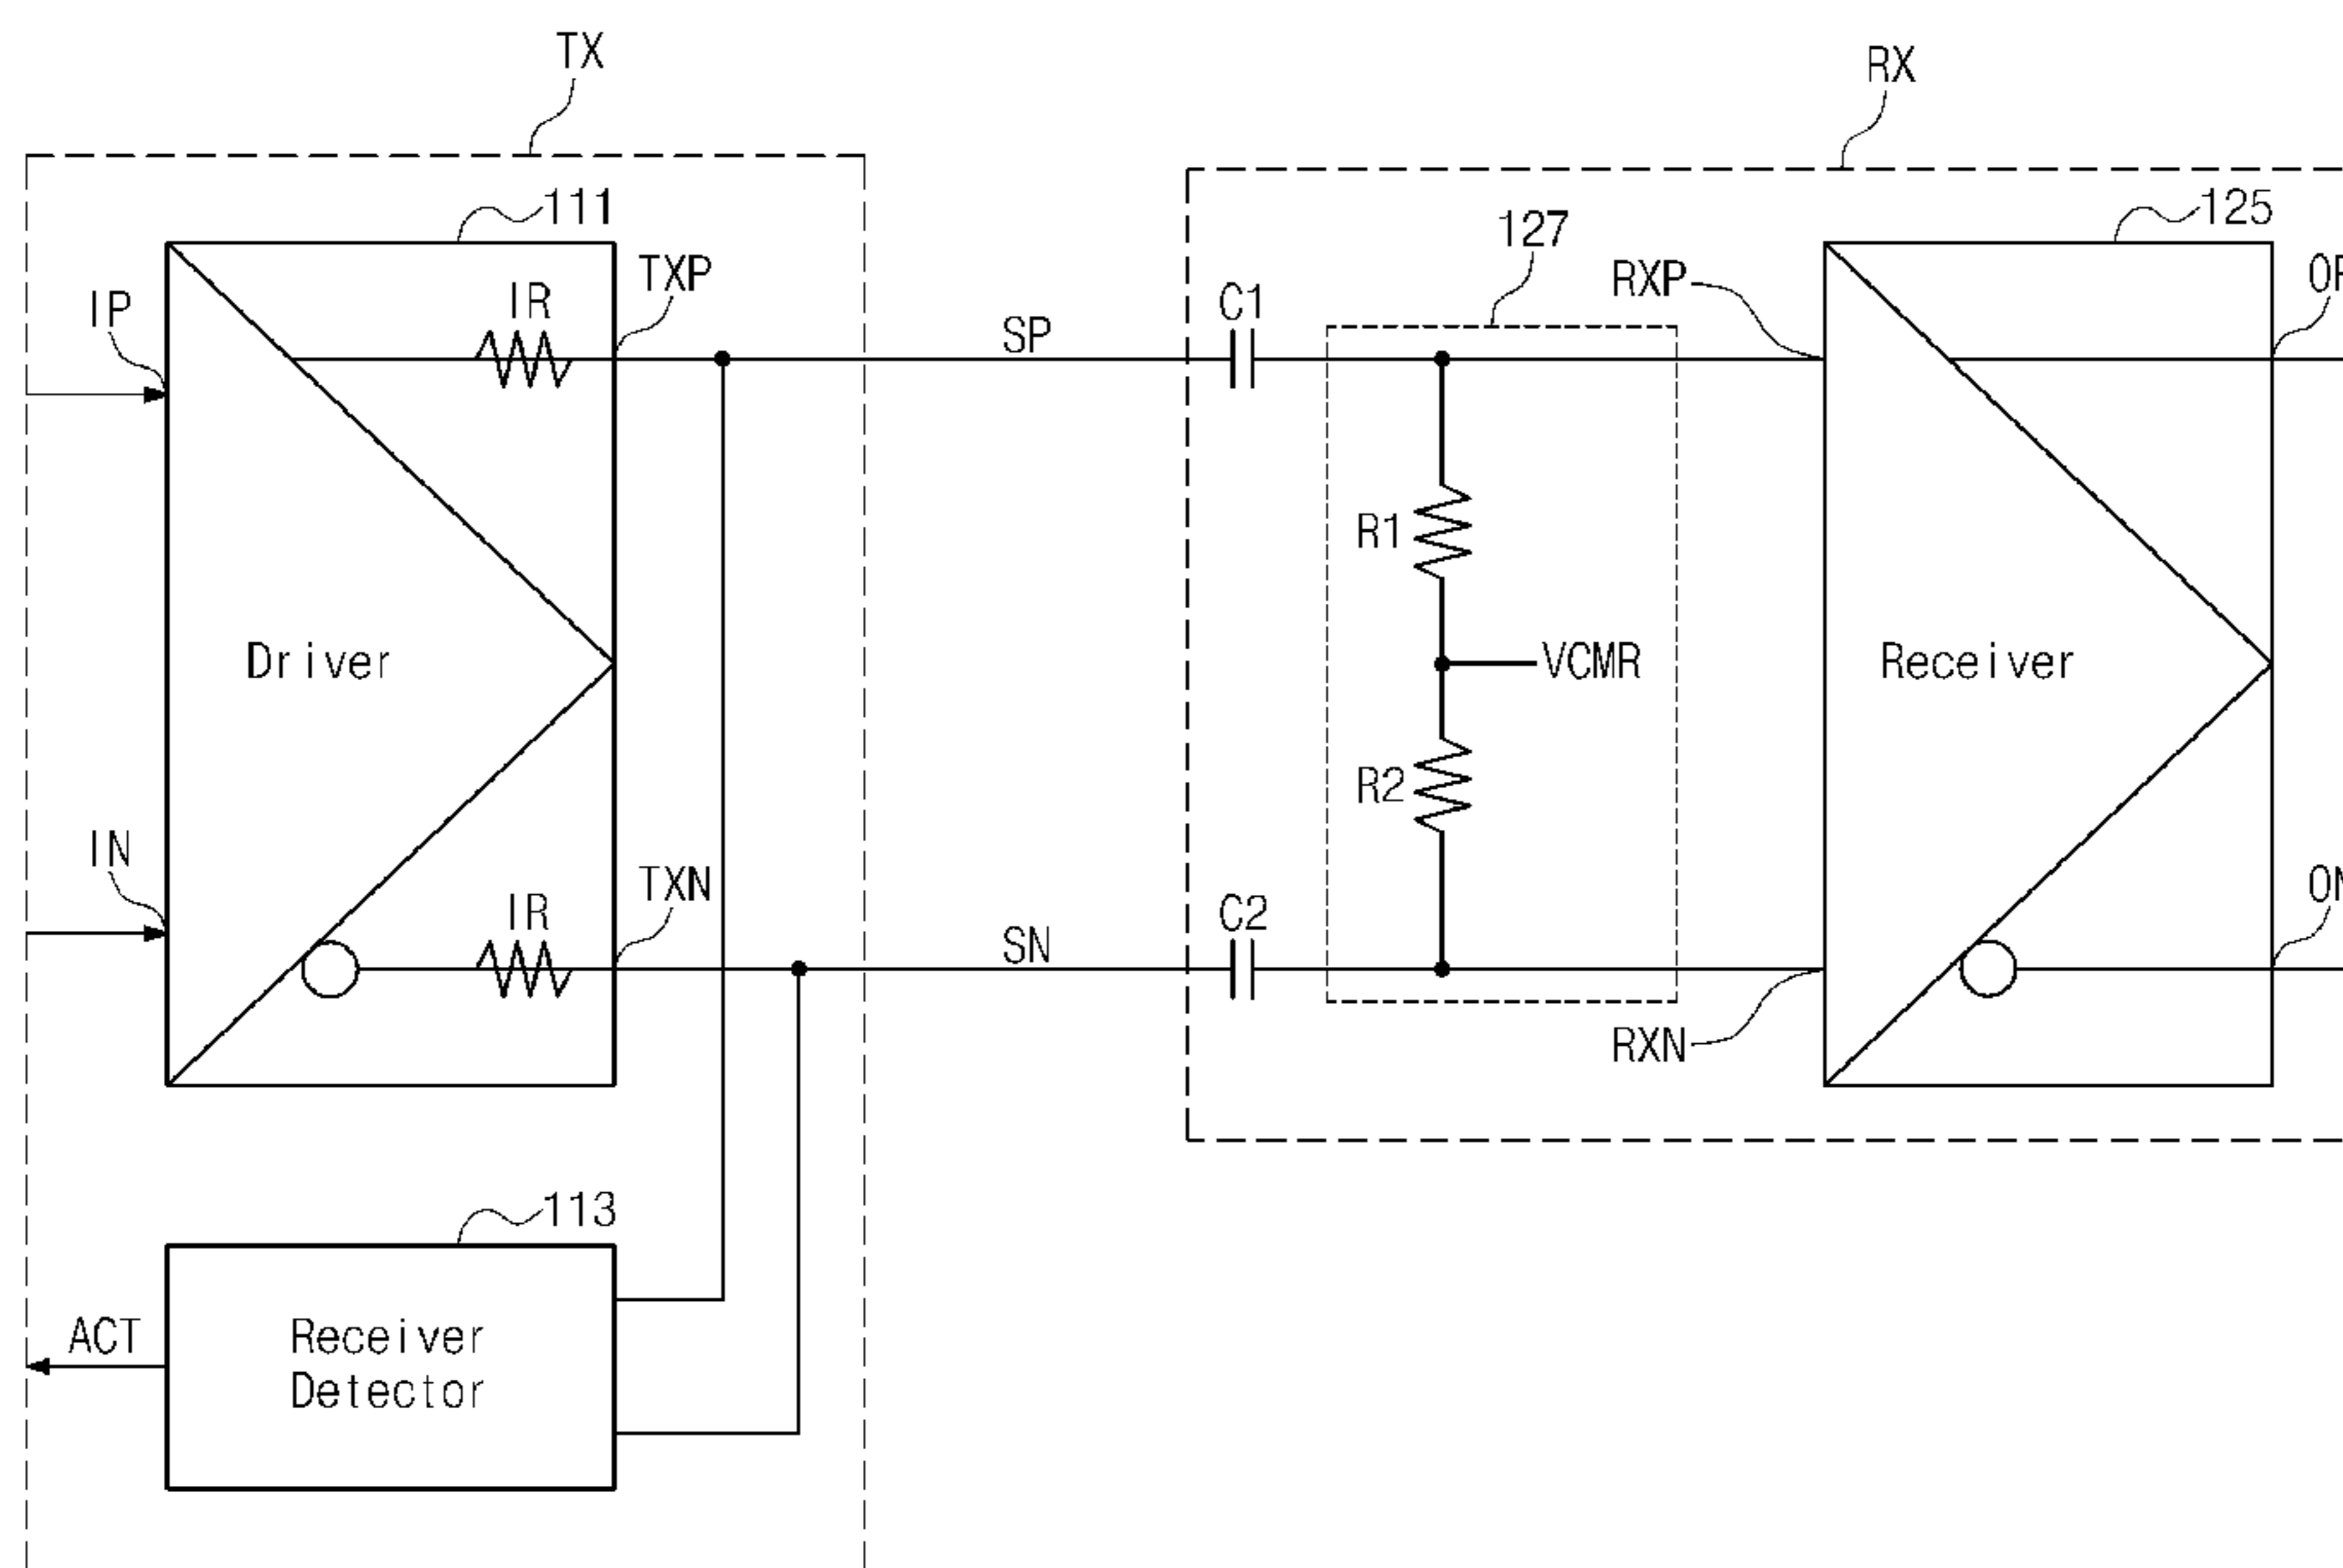 TX
RX
111
125
127
TXP
RXP
IP
IR
C1
SP
R1
Driver
VCMR
Receiver
R2
IN
TXN
IR
C2
SN
RXN
113
ACT
Receiver
Detector